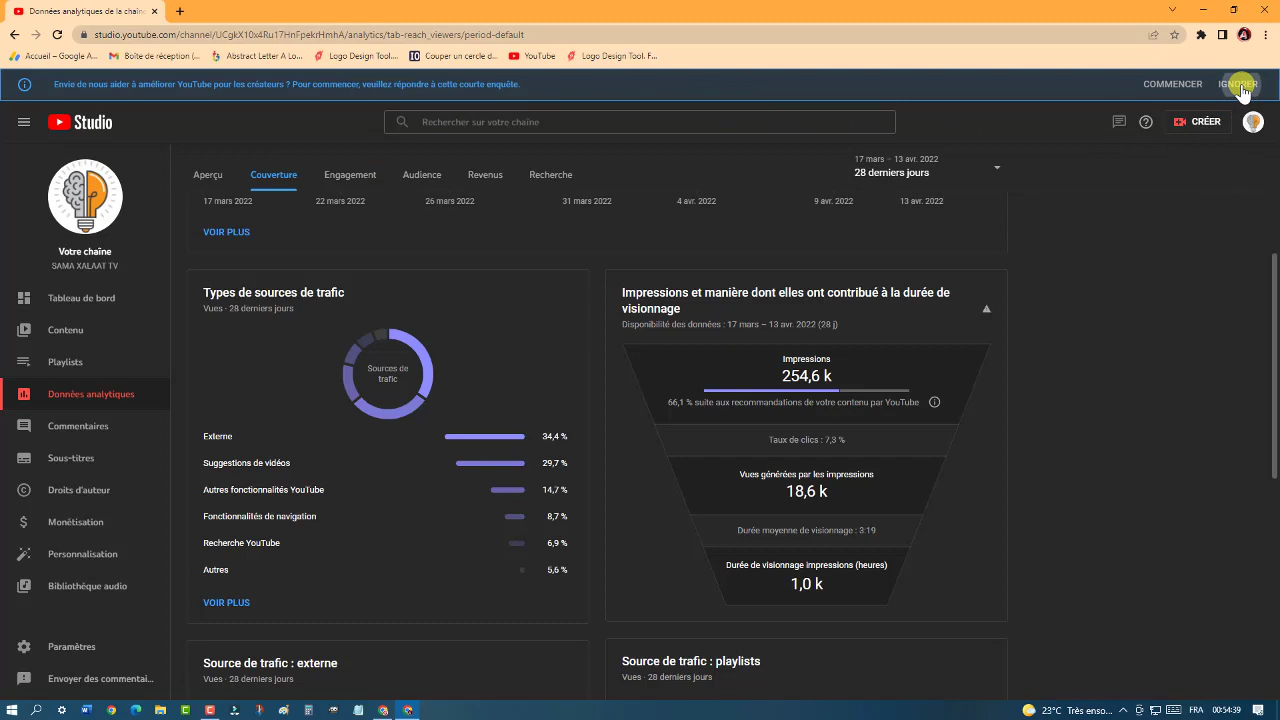 Données analytiques de la chaîne
studio.youtube.com/channel/UCgkX10x4Ru17HnFpekrHmhA/analytics/tab-reach_viewers/period-default
Accueil – Google Ad...
Boîte de réception (...
Abstract Letter A Lo...
Logo Design Tool...
Couper un cercle d...
YouTube
Logo Design Tool, F...
Envie de nous aider à améliorer YouTube pour les créateurs ? Pour commencer, veuillez répondre à cette courte enquête.
COMMENCER
IGNORER
Studio
Rechercher sur votre chaîne
CRÉER
Aperçu
Couverture
Engagement
Audience
Revenus
Recherche
17 mars – 13 avr. 2022
28 derniers jours
17 mars 2022
22 mars 2022
26 mars 2022
31 mars 2022
4 avr. 2022
9 avr. 2022
13 avr. 2022
VOIR PLUS
Votre chaîne
SAMA XALAAT TV
Tableau de bord
Contenu
Playlists
Données analytiques
Commentaires
Sous-titres
Droits d'auteur
Monétisation
Personnalisation
Bibliothèque audio
Paramètres
Envoyer des commentai...
Types de sources de trafic
Vues · 28 derniers jours
Sources de
trafic
Externe 34,4 %
Suggestions de vidéos 29,7 %
Autres fonctionnalités YouTube 14,7 %
Fonctionnalités de navigation 8,7 %
Recherche YouTube 6,9 %
Autres 5,6 %
VOIR PLUS
Impressions et manière dont elles ont contribué à la durée de
visionnage
Disponibilité des données : 17 mars – 13 avr. 2022 (28 j)
Impressions
254,6 k
66,1 % suite aux recommandations de votre contenu par YouTube
Taux de clics : 7,3 %
Vues générées par les impressions
18,6 k
Durée moyenne de visionnage : 3:19
Durée de visionnage impressions (heures)
1,0 k
Source de trafic : externe
Vues · 28 derniers jours
Source de trafic : playlists
Vues · 28 derniers jours
23°C Très enso...
FRA
00:54:39